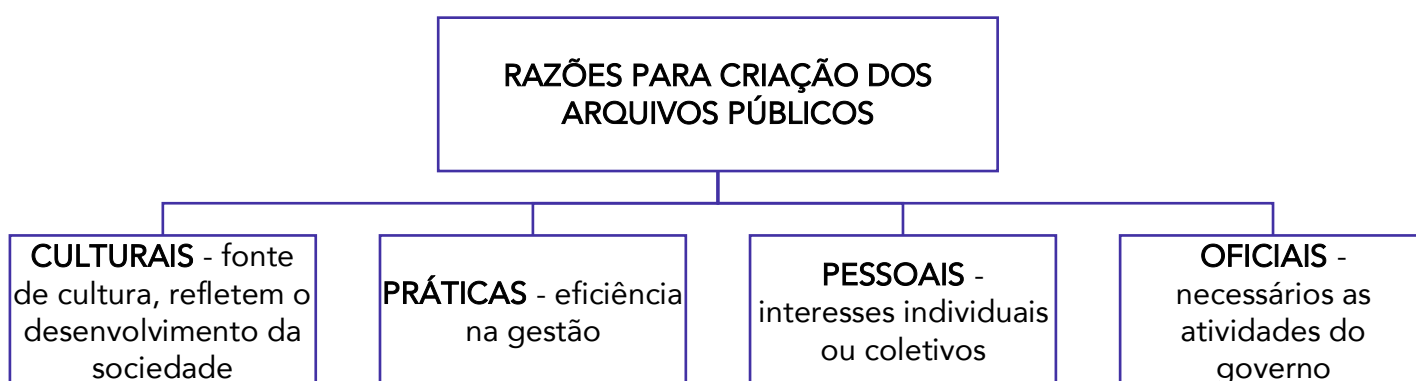 RAZÕES PARA CRIAÇÃO DOS
ARQUIVOS PÚBLICOS
CULTURAIS - fonte
de cultura, refletem o
desenvolvimento da
sociedade
PRÁTICAS - eficiência
na gestão
PESSOAIS -
interesses individuais
ou coletivos
OFICIAIS -
necessários as
atividades do
governo